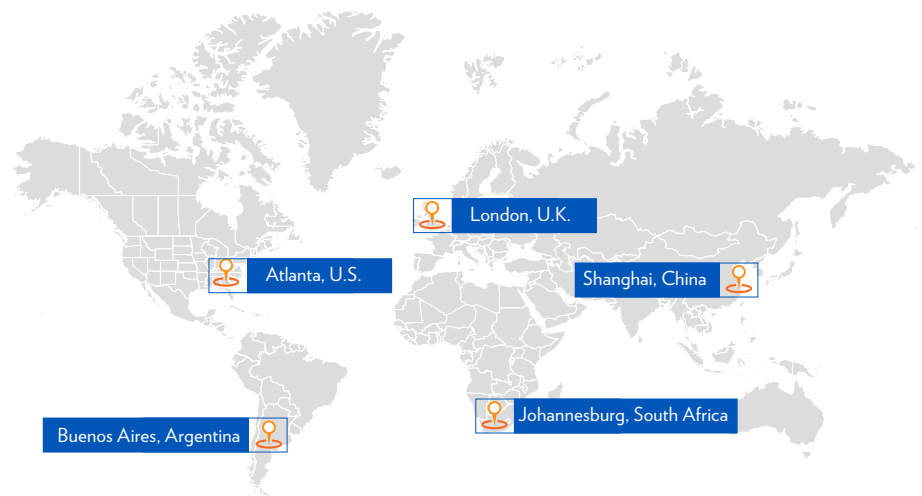 London, U.K.
Atlanta, U.S.
Shanghai, China
Johannesburg, South Africa
Buenos Aires, Argentina